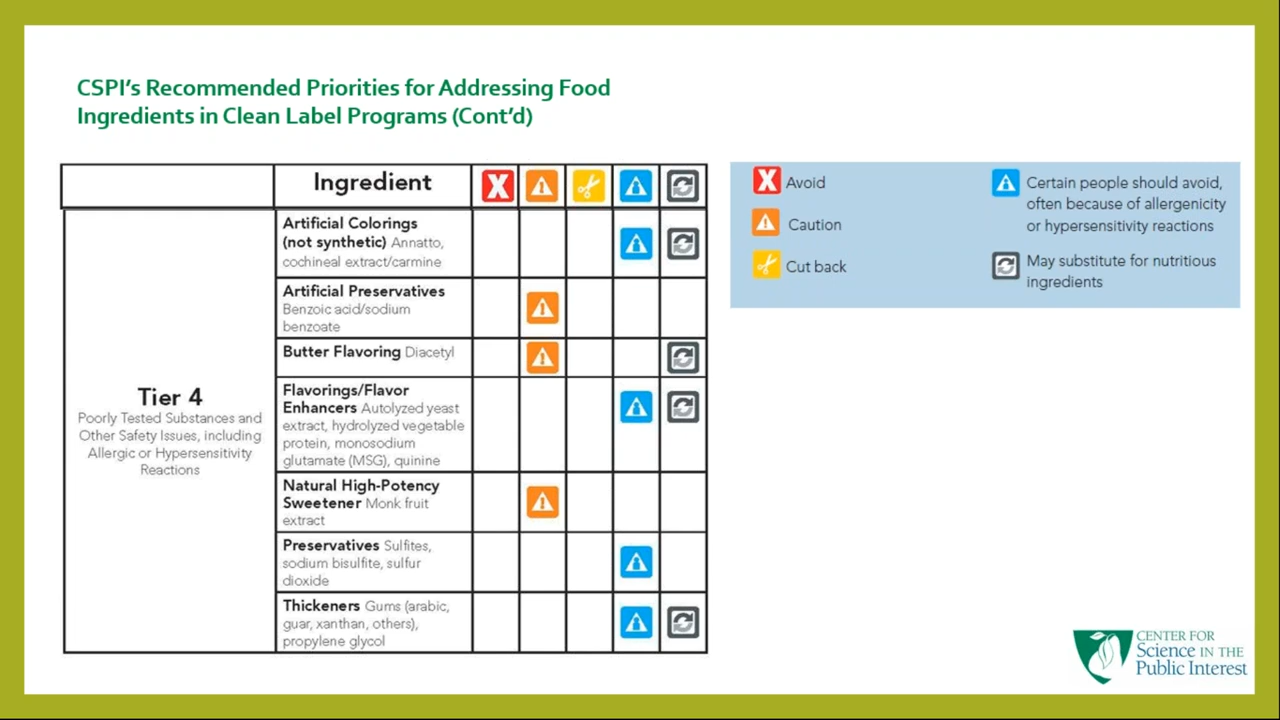 CSPI's Recommended Priorities for Addressing Food
Ingredients in Clean Label Programs (Cont'd)
Ingredient
X
Tier 4
Poorly Tested Substances and
Other Safety Issues, including
Allergic or Hypersensitivity
Reactions
Artificial Colorings
(not synthetic) Annatto,
cochineal extract/carmine
Artificial Preservatives
Benzoic acid/sodium
benzoate
Butter Flavoring Diacetyl
Flavorings/Flavor
Enhancers Autolyzed yeast
extract, hydrolyzed vegetable
protein, monosodium
glutamate (MSG), quinine
Natural High-Potency
Sweetener Monk fruit
extract
Preservatives Sulfites,
sodium bisulfite, sulfur
dioxide
Thickeners Gums (arabic,
guar, xanthan, others),
propylene glycol
X Avoid
Caution
Cut back
Certain people should avoid,
often because of allergenicity
or hypersensitivity reactions
May substitute for nutritious
ingredients
CENTER FOR
Science IN THE
Public Interest